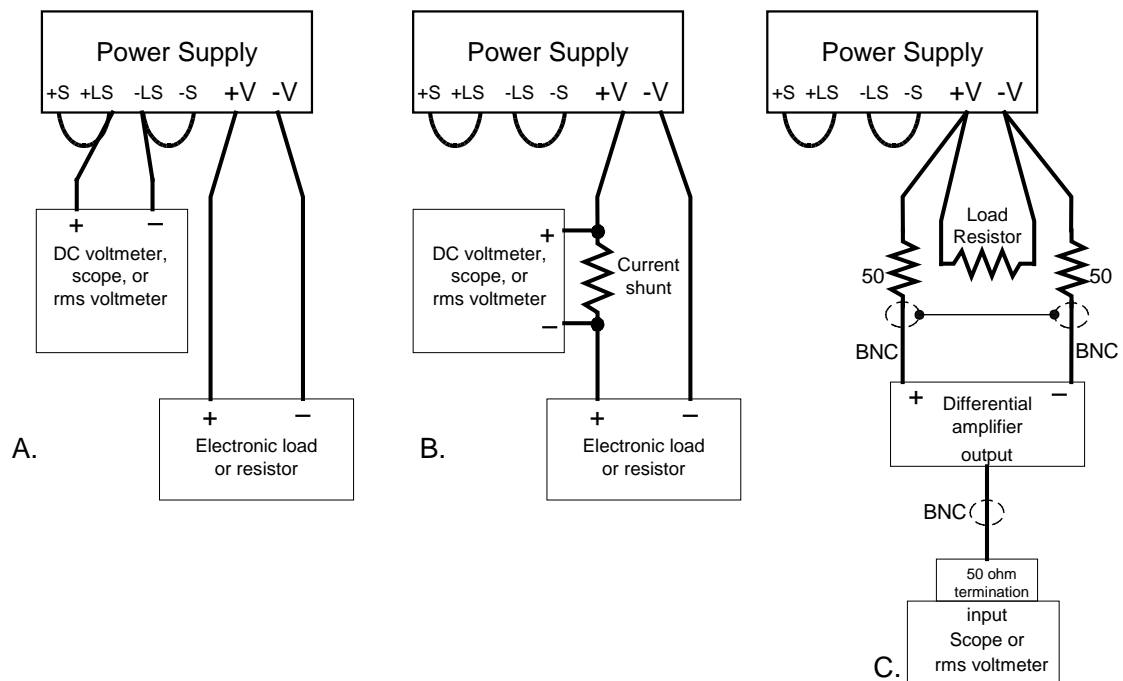 Power Supply
+S +LS -LS -S +V -V
+ −
DC voltmeter,
scope, or
rms voltmeter
+ −
Electronic load
or resistor
A.
Power Supply
+S +LS -LS -S +V -V
+
DC voltmeter,
scope, or
rms voltmeter
−
Current
shunt
+ −
Electronic load
or resistor
B.
Power Supply
+S +LS -LS -S +V -V
Load
Resistor
50 50
BNC BNC
+ −
Differential
amplifier
output
BNC
50 ohm
termination
input
Scope or
rms voltmeter
C.